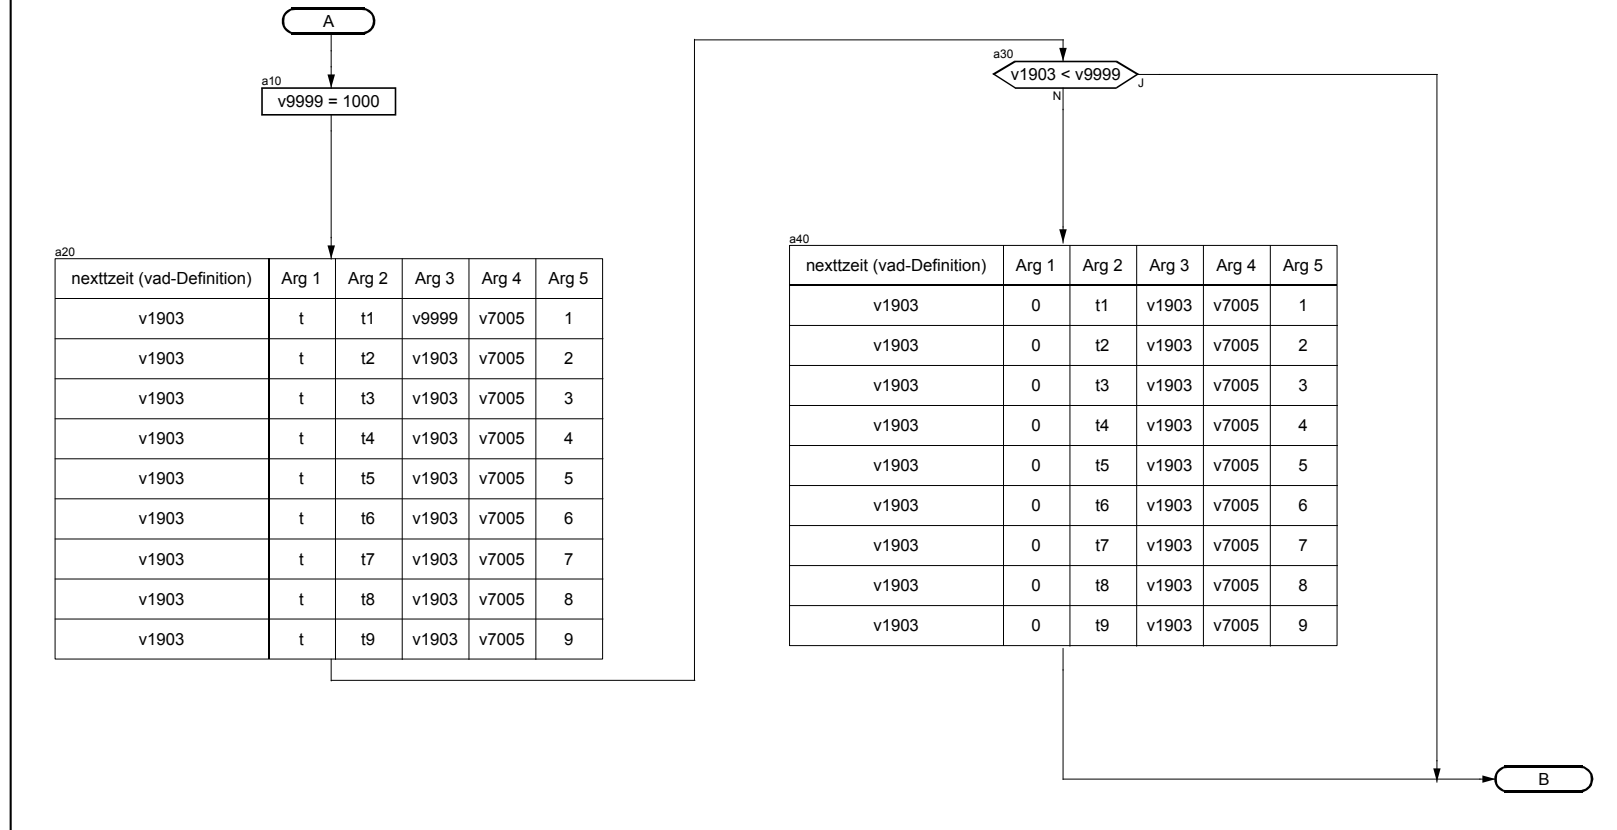 A
a10
v9999 = 1000
a20
nexttzeit (vad-Definition) Arg 1 Arg 2 Arg 3 Arg 4 Arg 5
v1903 t t1 v9999 v7005 1
v1903 t t2 v1903 v7005 2
v1903 t t3 v1903 v7005 3
v1903 t t4 v1903 v7005 4
v1903 t t5 v1903 v7005 5
v1903 t t6 v1903 v7005 6
v1903 t t7 v1903 v7005 7
v1903 t t8 v1903 v7005 8
v1903 t t9 v1903 v7005 9
a30
v1903 < v9999
J
N
a40
nexttzeit (vad-Definition) Arg 1 Arg 2 Arg 3 Arg 4 Arg 5
v1903 0 t1 v1903 v7005 1
v1903 0 t2 v1903 v7005 2
v1903 0 t3 v1903 v7005 3
v1903 0 t4 v1903 v7005 4
v1903 0 t5 v1903 v7005 5
v1903 0 t6 v1903 v7005 6
v1903 0 t7 v1903 v7005 7
v1903 0 t8 v1903 v7005 8
v1903 0 t9 v1903 v7005 9
B